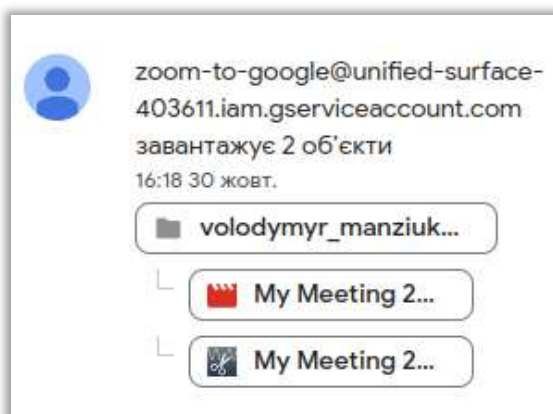 zoom-to-google@unified-surface-
403611.iam.gserviceaccount.com
завантажує 2 об'єкти
16:18 30 жовт.
volodymyr_manziuk...
My Meeting 2...
My Meeting 2...